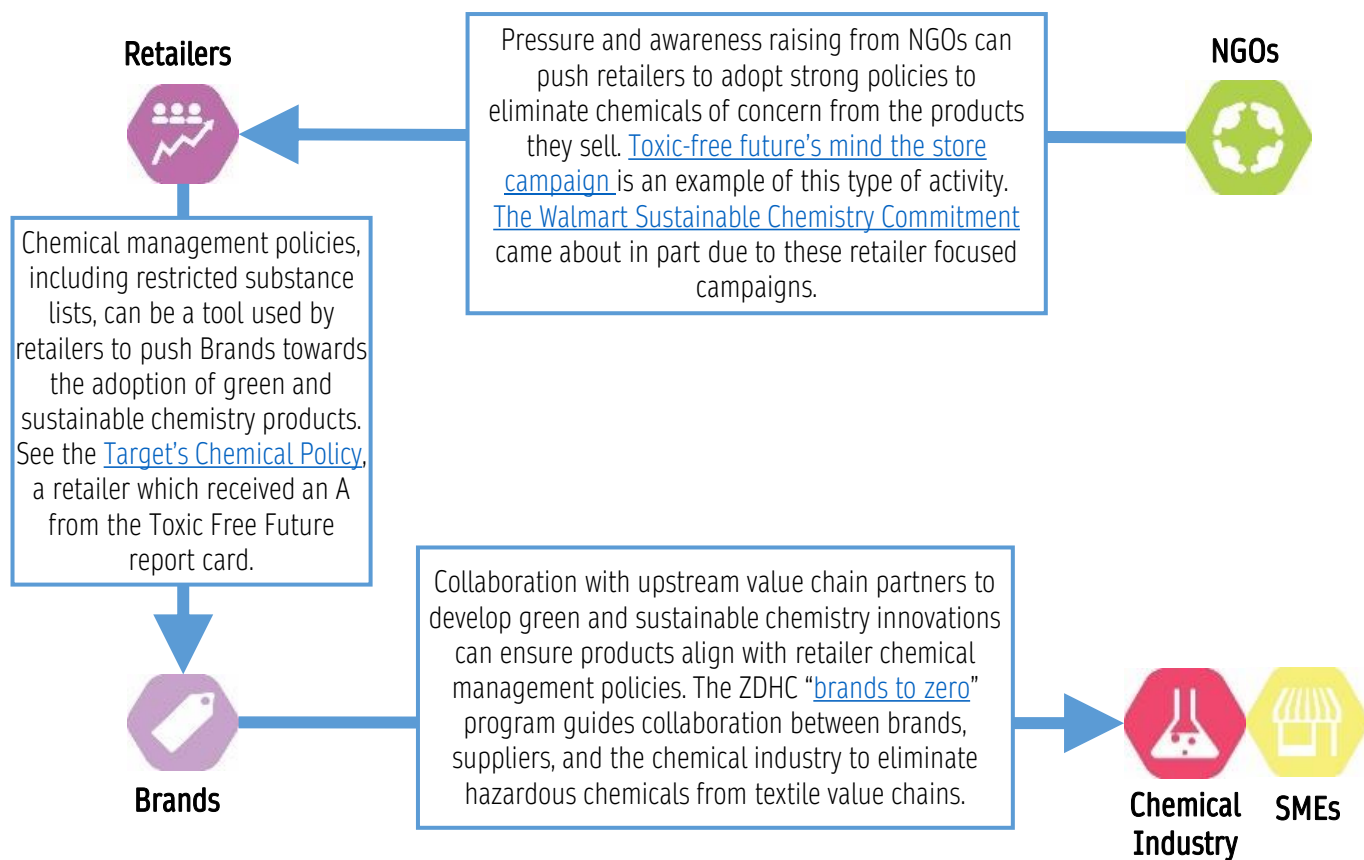 Retailers
Pressure and awareness raising from NGOs can
push retailers to adopt strong policies to
eliminate chemicals of concern from the products
they sell. Toxic-free future’s mind the store
campaign is an example of this type of activity.
The Walmart Sustainable Chemistry Commitment
came about in part due to these retailer focused
campaigns.
NGOs
Chemical management policies,
including restricted substance
lists, can be a tool used by
retailers to push Brands towards
the adoption of green and
sustainable chemistry products.
See the Target’s Chemical Policy,
a retailer which received an A
from the Toxic Free Future
report card.
Collaboration with upstream value chain partners to
develop green and sustainable chemistry innovations
can ensure products align with retailer chemical
management policies. The ZDHC “brands to zero”
program guides collaboration between brands,
suppliers, and the chemical industry to eliminate
hazardous chemicals from textile value chains.
Brands
Chemical
Industry
SMEs